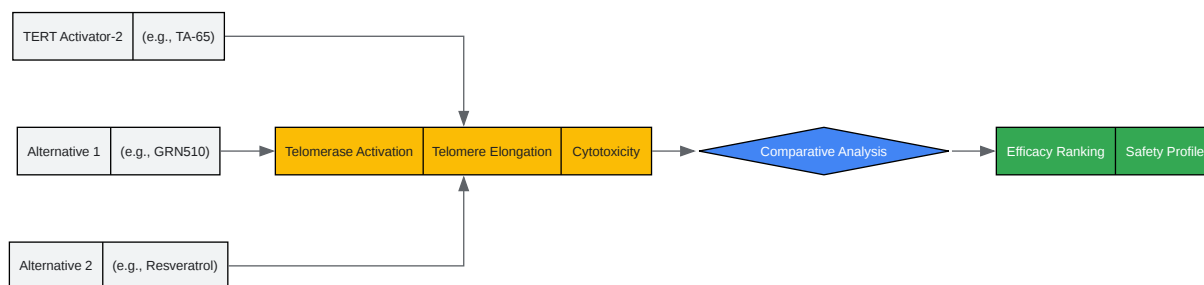 TERT Activator-2 (e.g., TA-65)
Alternative 1 (e.g., GRN510)
Telomerase Activation Telomere Elongation Cytotoxicity
Comparative Analysis
Efficacy Ranking Safety Profile
Alternative 2 (e.g., Resveratrol)